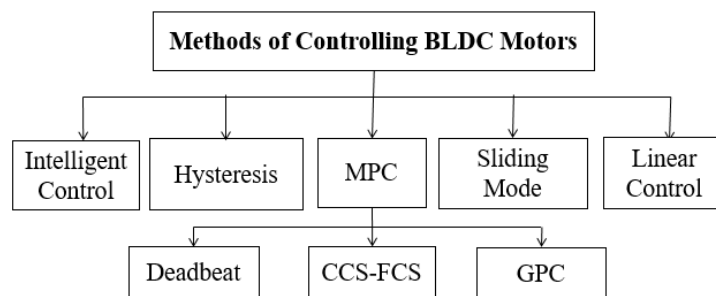 Methods of Controlling BLDC Motors
Intelligent
Control
Hysteresis
MPC
Sliding
Mode
Linear
Control
Deadbeat
CCS-FCS
GPC